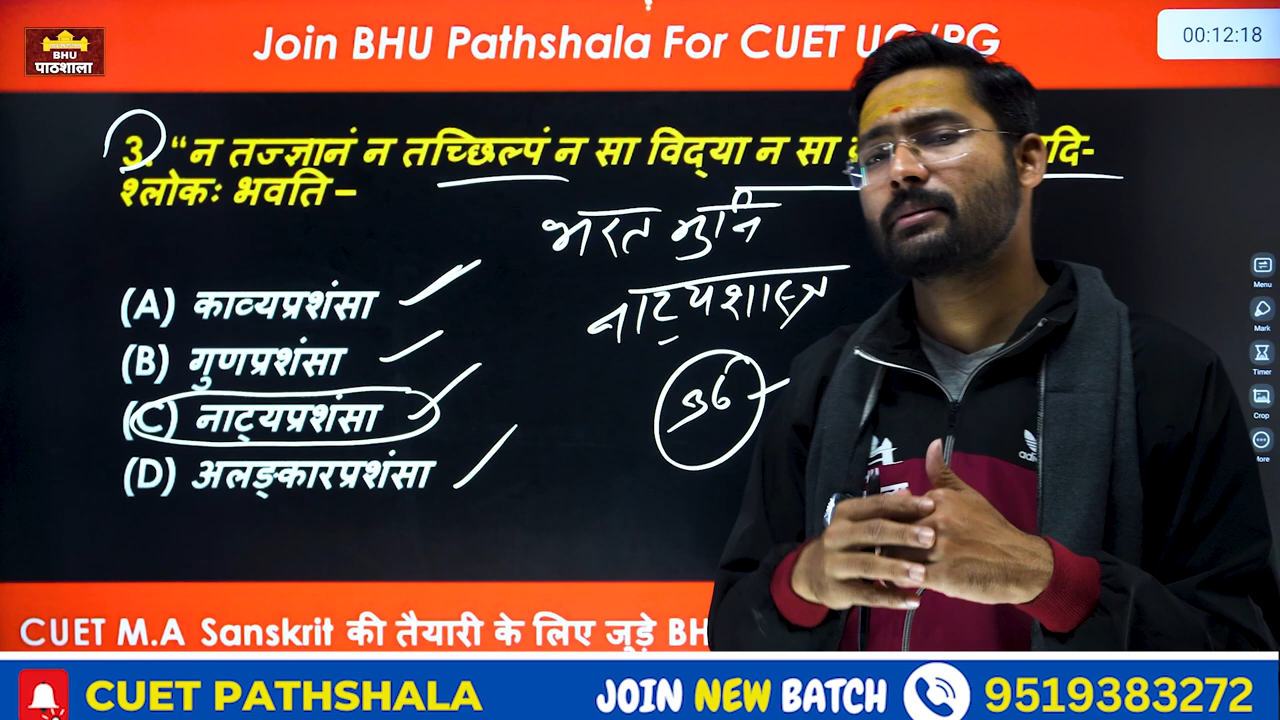 Join BHU Pathshala For CUET
00:12:18
BHU
पाठशाला
3. “न तज्ज्ञानं न तच्छिल्पं न सा विद्या न सा
श्लोकः भवति –
भरत मुनि
नाट्यशास्त्र
36
(A) काव्यप्रशंसा
(B) गुणप्रशंसा
(C) नाट्यप्रशंसा
(D) अलङ्कारप्रशंसा
Menu
Mark
Timer
Crop
CUET M.A Sanskrit की तैयारी के लिए जुड़े BH
CUET PATHSHALA
JOIN NEW BATCH
9519383272